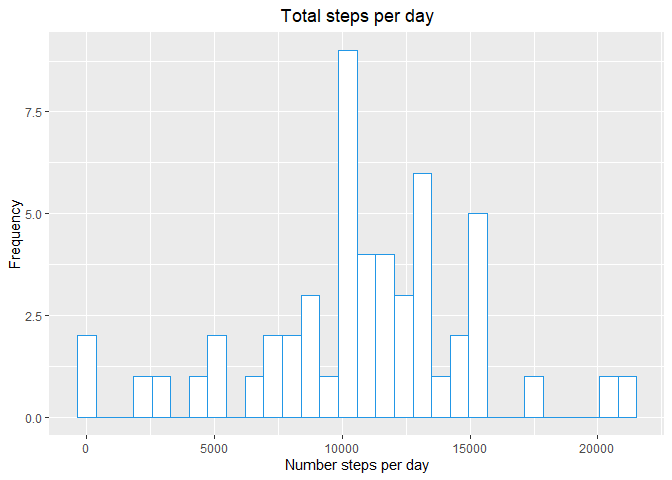 Total steps per day
Frequency
7.5
5.0
2.5
0.0
0 5000 10000 15000 20000
Number steps per day